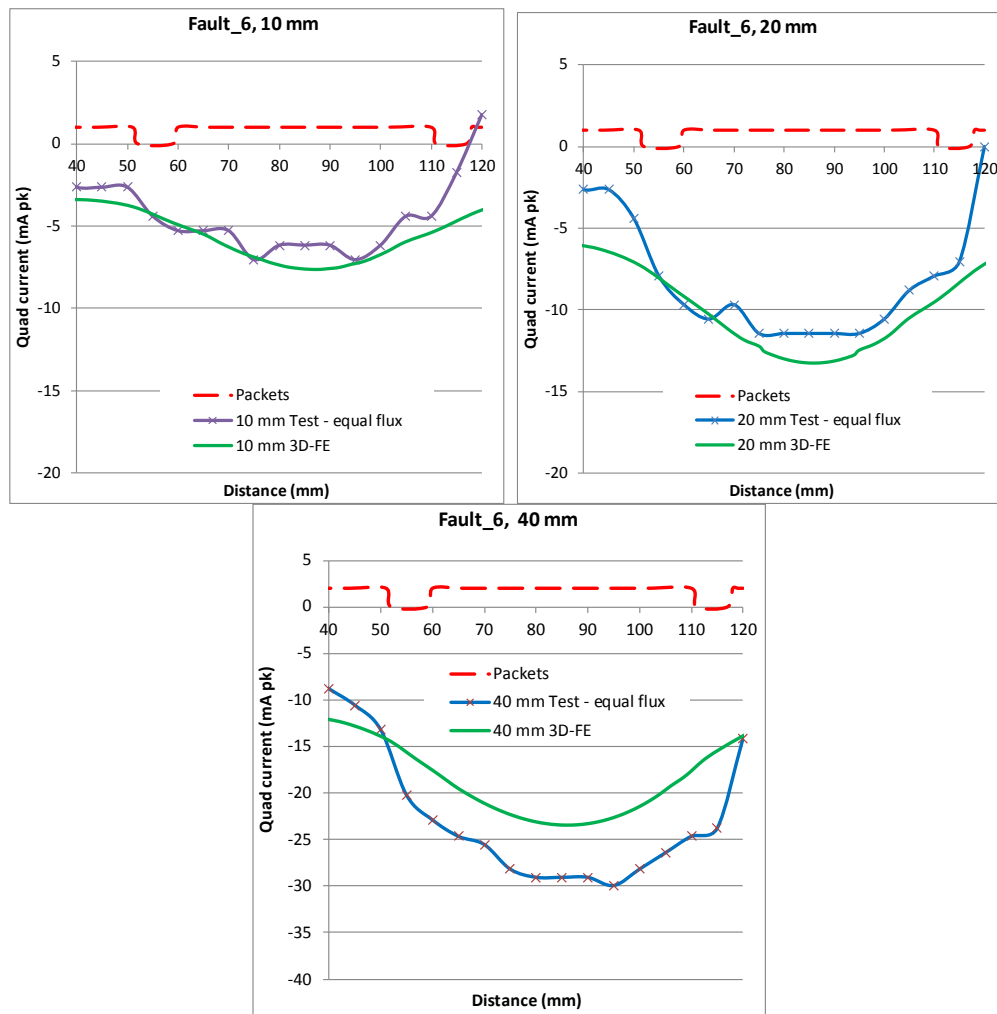 Fault_6, 10 mm
Quad current (mA pk)
5
0
-5
-10
-15
-20
40 50 60 70 80 90 100 110 120
Packets
10 mm Test - equal flux
10 mm 3D-FE
Distance (mm)
Fault_6, 20 mm
Quad current (mA pk)
5
0
-5
-10
-15
-20
40 50 60 70 80 90 100 110 120
Packets
20 mm Test - equal flux
20 mm 3D-FE
Distance (mm)
Fault_6, 40 mm
Quad current (mA pk)
5
0
-5
-10
-15
-20
-25
-30
-35
-40
40 50 60 70 80 90 100 110 120
Packets
40 mm Test - equal flux
40 mm 3D-FE
Distance (mm)